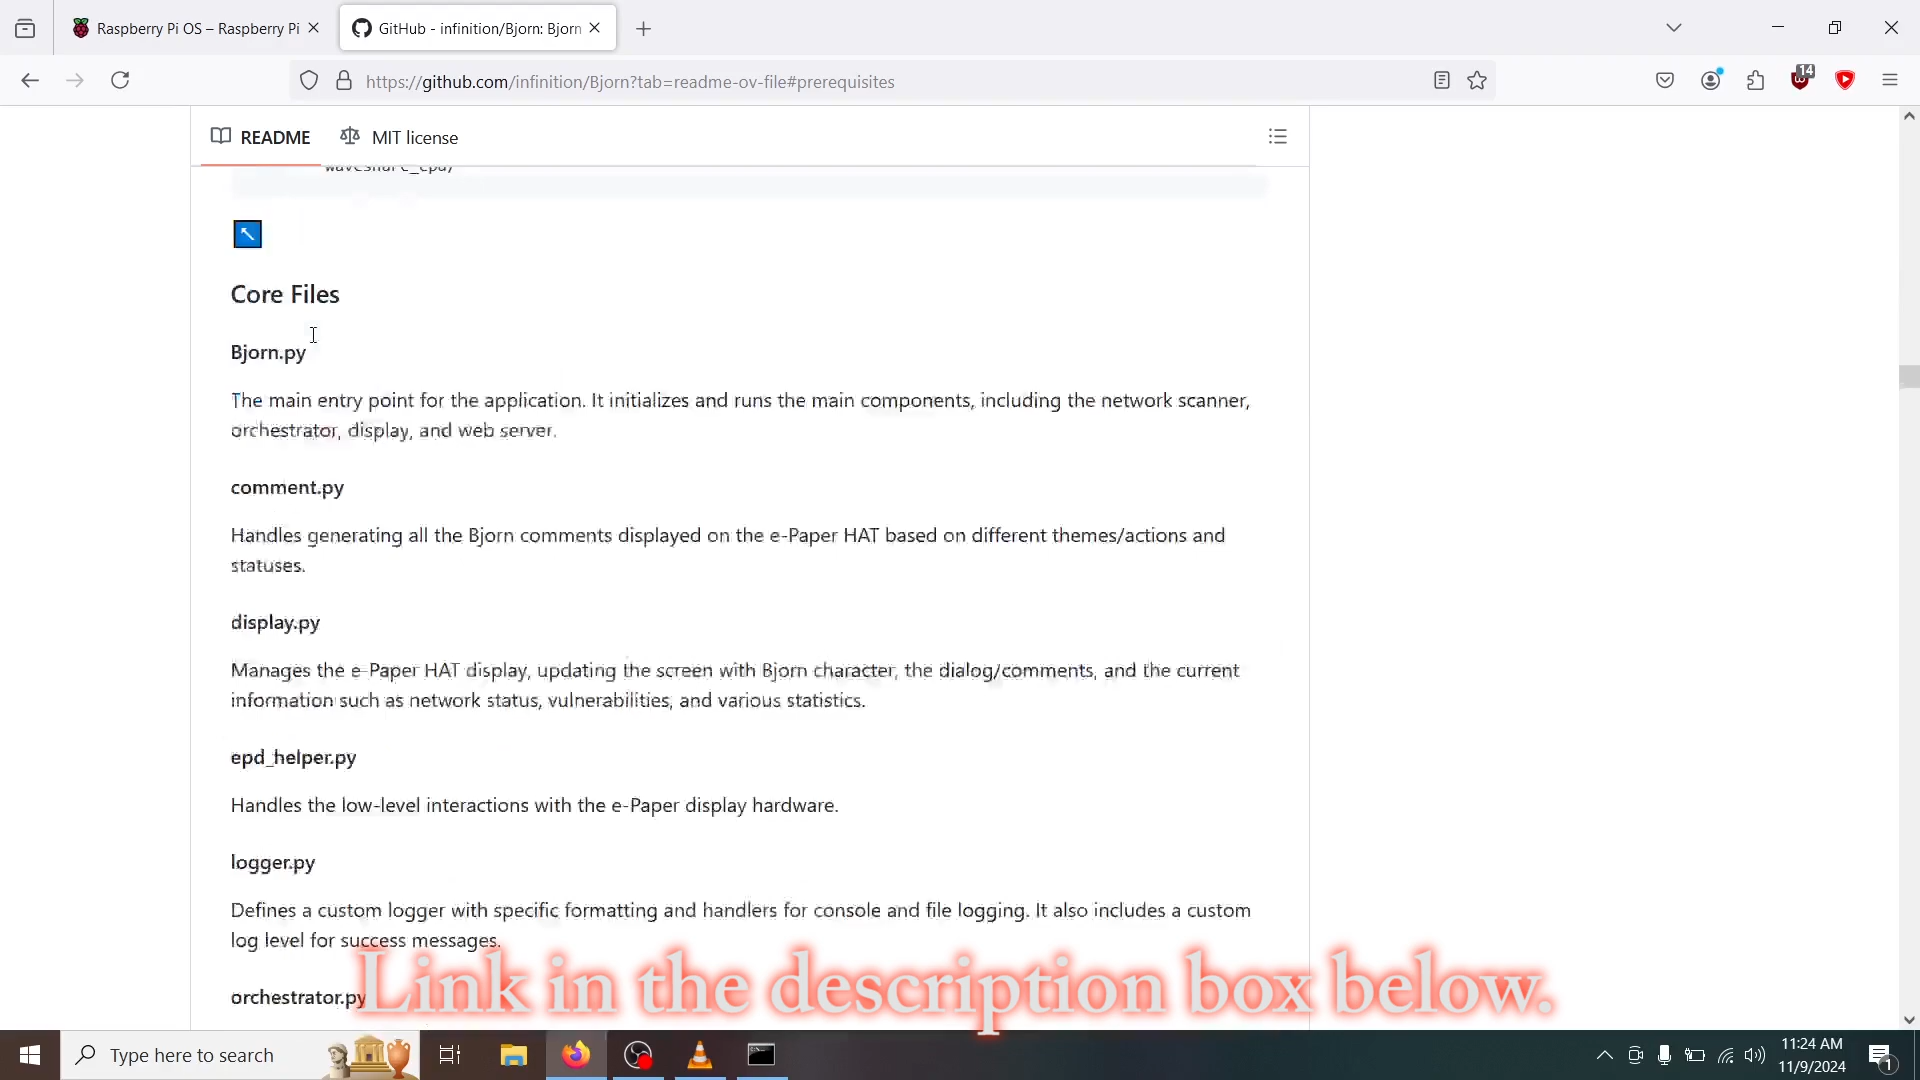 Raspberry Pi OS – Raspberry Pi
GitHub - infinition/Bjorn: Bjorn
https://github.com/infinition/Bjorn?tab=readme-ov-file#prerequisites
14
README
MIT license
waveshare_epd/
Core Files
Bjorn.py
The main entry point for the application. It initializes and runs the main components, including the network scanner,
orchestrator, display, and web server.
comment.py
Handles generating all the Bjorn comments displayed on the e-Paper HAT based on different themes/actions and
statuses.
display.py
Manages the e-Paper HAT display, updating the screen with Bjorn character, the dialog/comments, and the current
information such as network status, vulnerabilities, and various statistics.
epd_helper.py
Handles the low-level interactions with the e-Paper display hardware.
logger.py
Defines a custom logger with specific formatting and handlers for console and file logging. It also includes a custom
log level for success messages.
orchestrator.py
Link in the description box below.
Type here to search
11:24 AM
11/9/2024
1